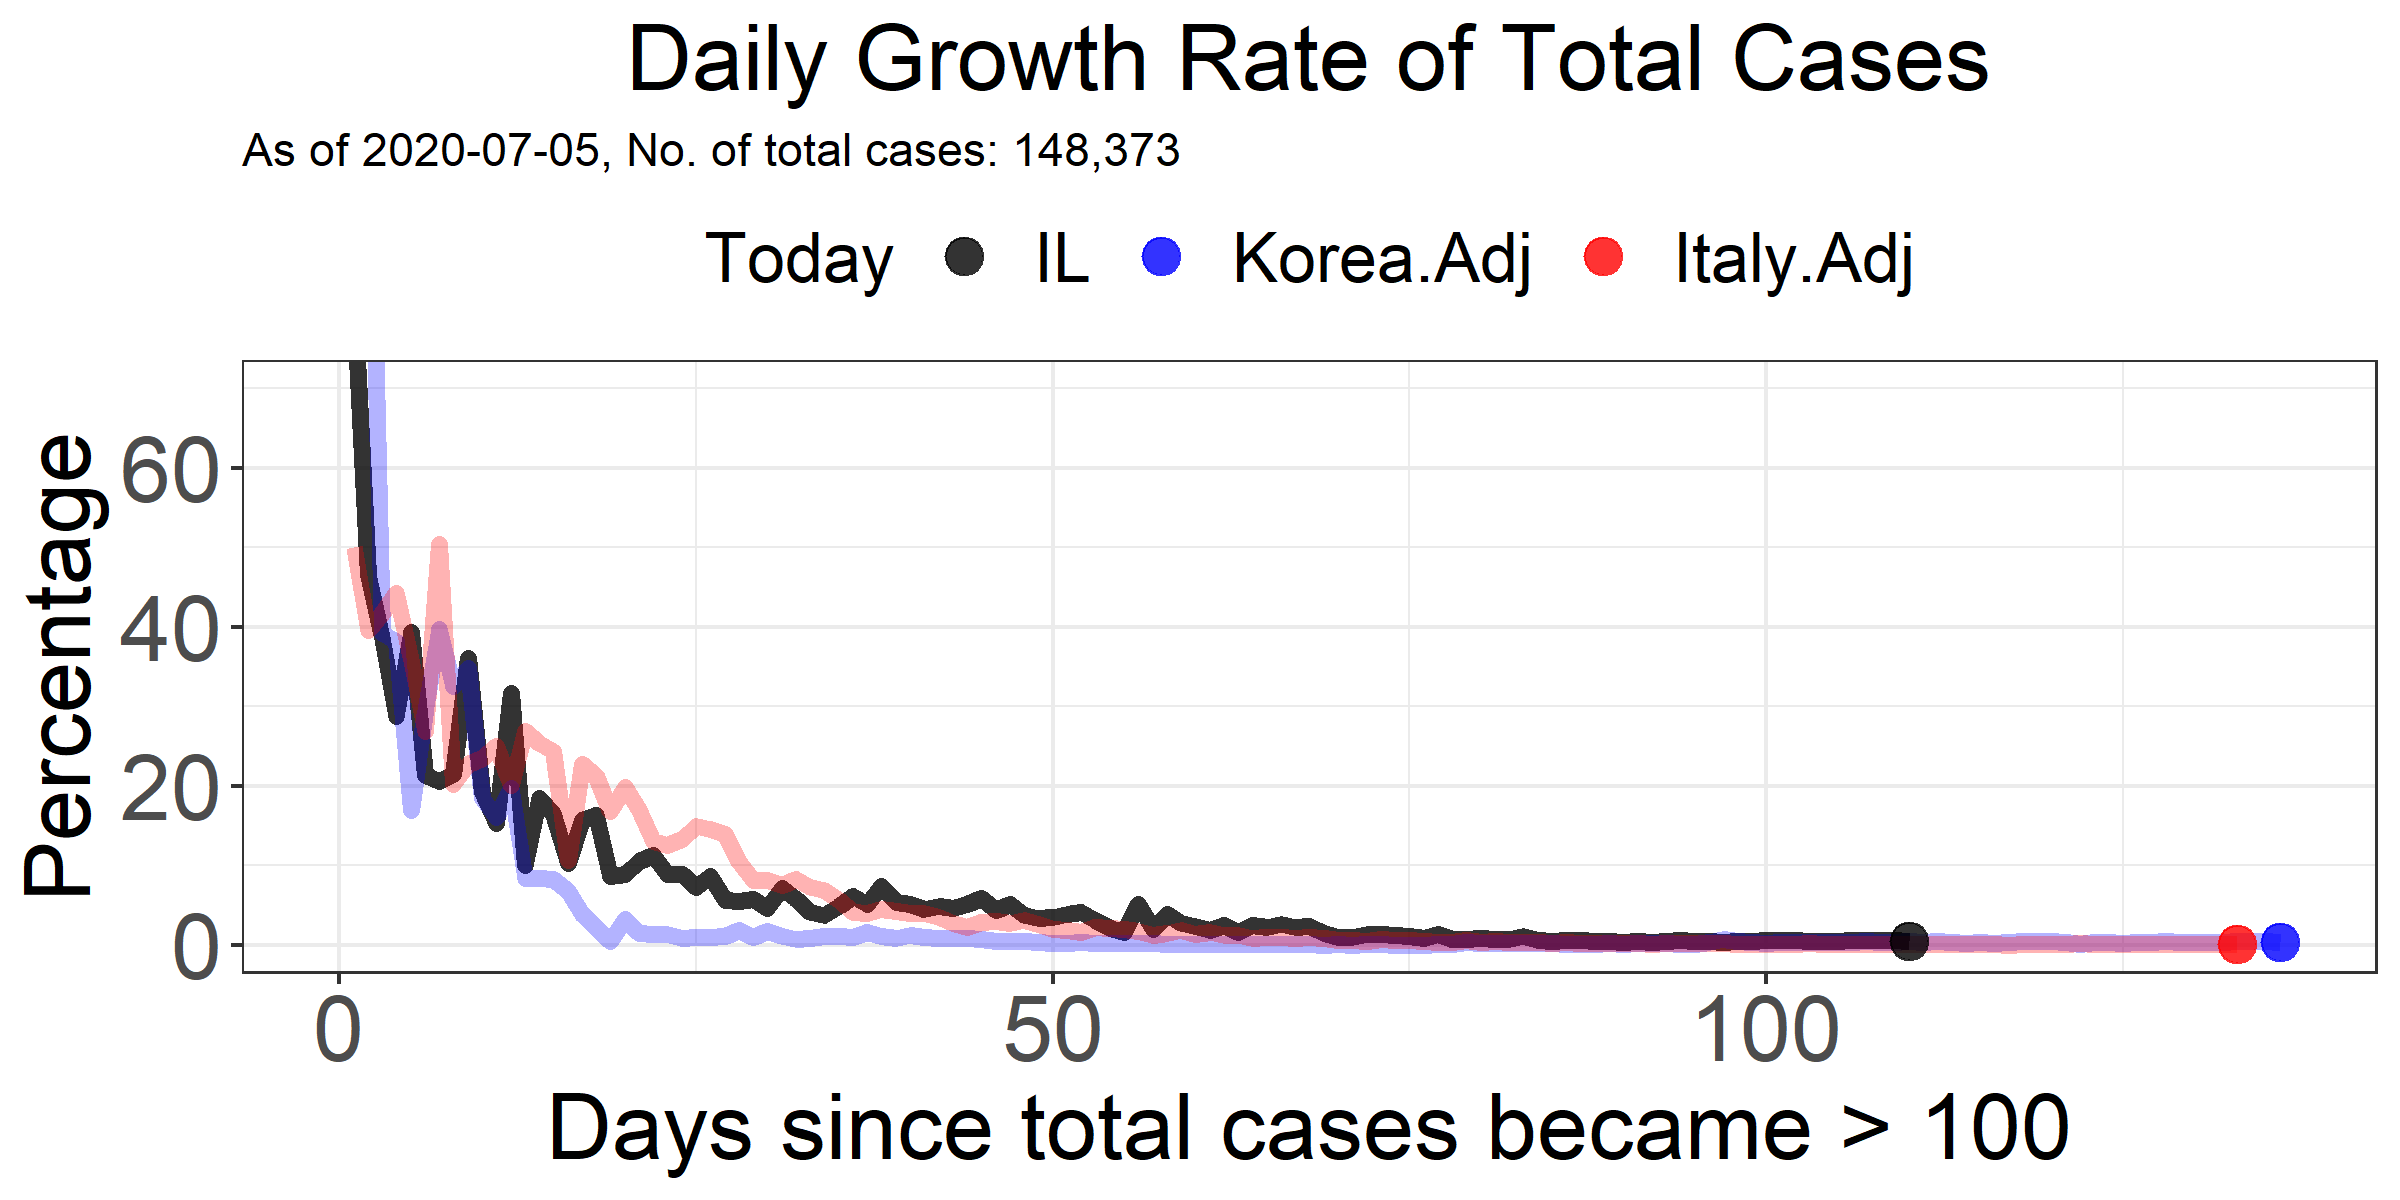 Daily Growth Rate of Total Cases
As of 2020-07-05, No. of total cases: 148,373
Today IL Korea.Adj Italy.Adj
Percentage
60
40
20
0
0 50 100
Days since total cases became > 100